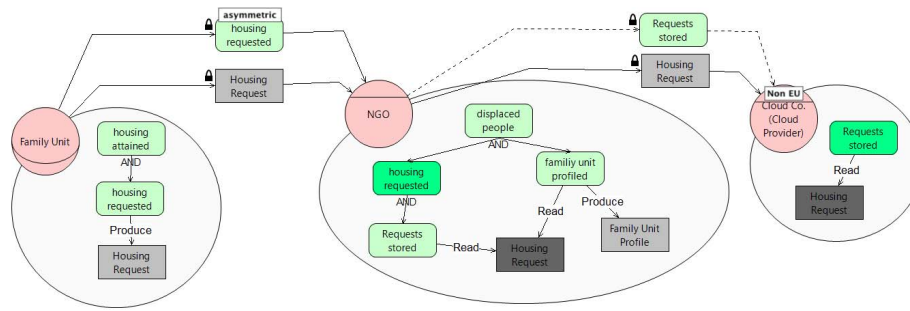 asymmetric
housing
requested
Housing
Request
Requests
stored
Housing
Request
Family Unit
NGO
Non EU
Cloud Co.
(Cloud
Provider)
housing
attained
AND
housing
requested
Produce
Housing
Request
displaced
people
AND
housing
requested
AND
familiy unit
profiled
Read
Produce
Requests
stored
Read
Housing
Request
Family Unit
Profile
Requests
stored
Read
Housing
Request